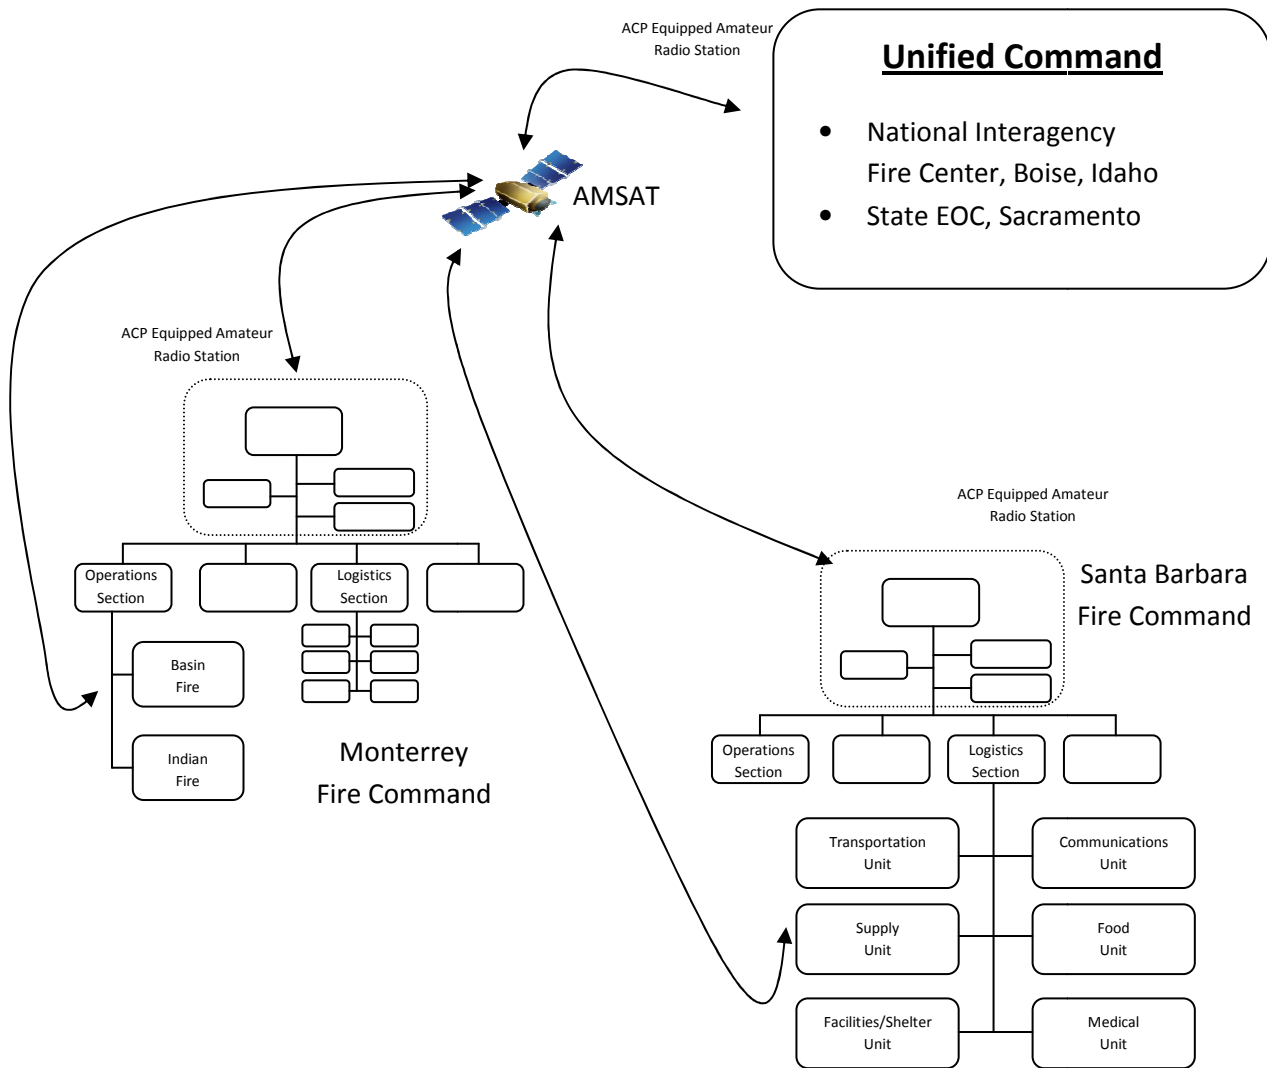 ACP Equipped Amateur
Radio Station
Unified Command
• National Interagency
Fire Center, Boise, Idaho
• State EOC, Sacramento
AMSAT
ACP Equipped Amateur
Radio Station
Operations
Section
Logistics
Section
Basin
Fire
Indian
Fire
Monterrey
Fire Command
ACP Equipped Amateur
Radio Station
Santa Barbara
Fire Command
Operations
Section
Logistics
Section
Transportation
Unit
Communications
Unit
Supply
Unit
Food
Unit
Facilities/Shelter
Unit
Medical
Unit